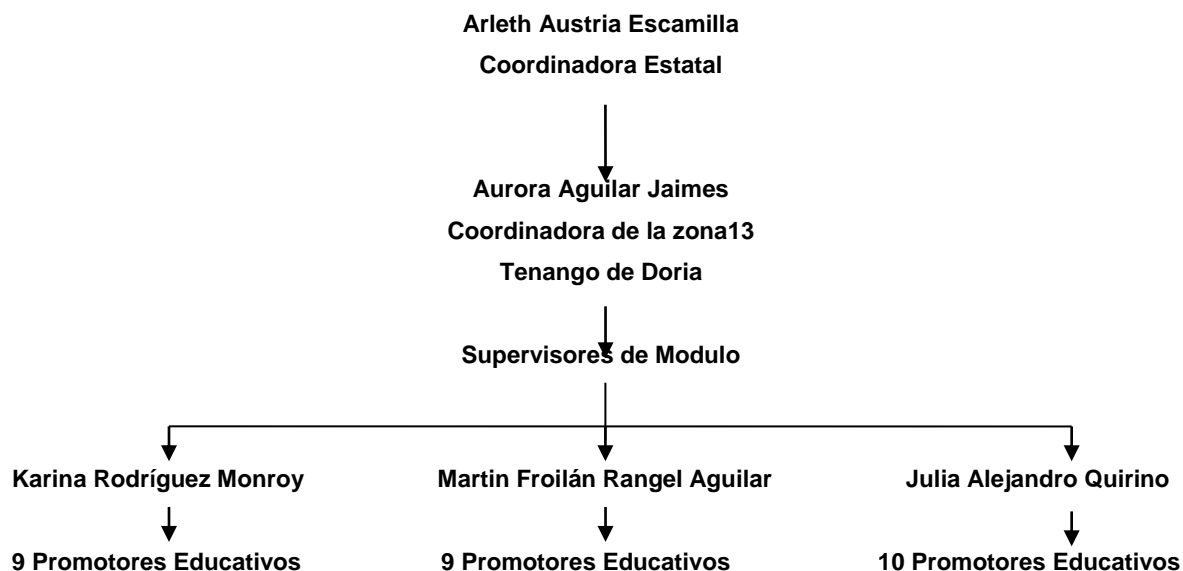 Arleth Austria Escamilla
Coordinadora Estatal
Aurora Aguilar Jaimes
Coordinadora de la zona13
Tenango de Doria
Supervisores de Modulo
Karina Rodríguez Monroy
Martin Froilán Rangel Aguilar
Julia Alejandro Quirino
9 Promotores Educativos
9 Promotores Educativos
10 Promotores Educativos